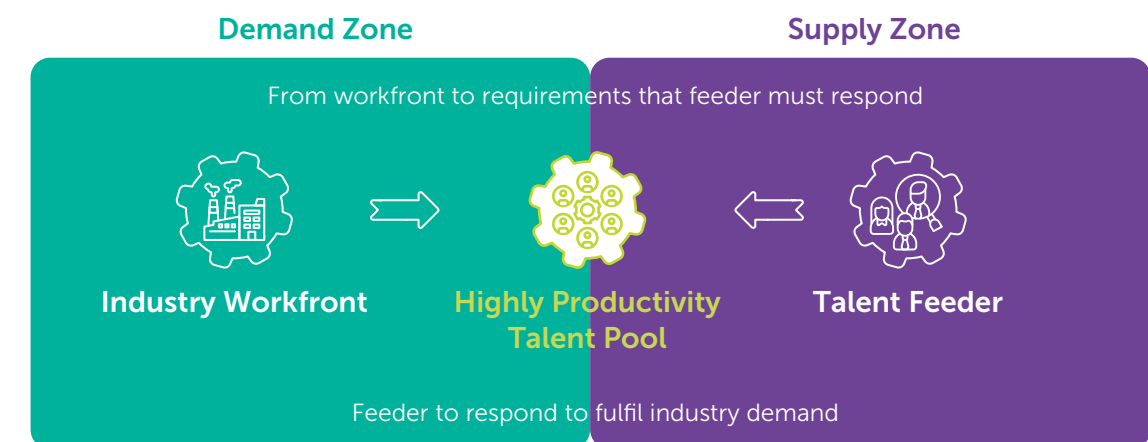 Demand Zone
Supply Zone
From workfront to requirements that feeder must respond
Industry Workfront
Highly Productivity
Talent Pool
Talent Feeder
Feeder to respond to fulfil industry demand